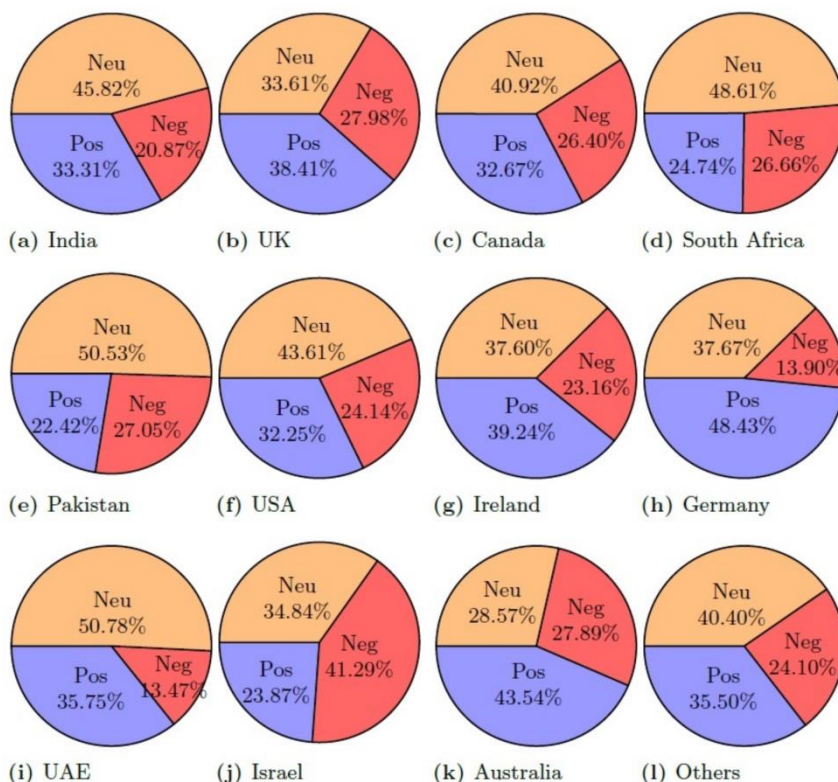 Neu
45.82%
Pos
33.31%
Neg
20.87%
(a) India
Neu
33.61%
Neg
27.98%
Pos
38.41%
(b) UK
Neu
40.92%
Neg
26.40%
Pos
32.67%
(c) Canada
Neu
48.61%
Pos
24.74%
Neg
26.66%
(d) South Africa
Neu
50.53%
Pos
22.42%
Neg
27.05%
(e) Pakistan
Neu
43.61%
Neg
24.14%
Pos
32.25%
(f) USA
Neu
37.60%
Neg
23.16%
Pos
39.24%
(g) Ireland
Neu
37.67%
Neg
13.90%
Pos
48.43%
(h) Germany
Neu
50.78%
Pos
35.75%
Neg
13.47%
(i) UAE
Neu
34.84%
Pos
23.87%
Neg
41.29%
(j) Israel
Neu
28.57%
Neg
27.89%
Pos
43.54%
(k) Australia
Neu
40.40%
Neg
24.10%
Pos
35.50%
(l) Others